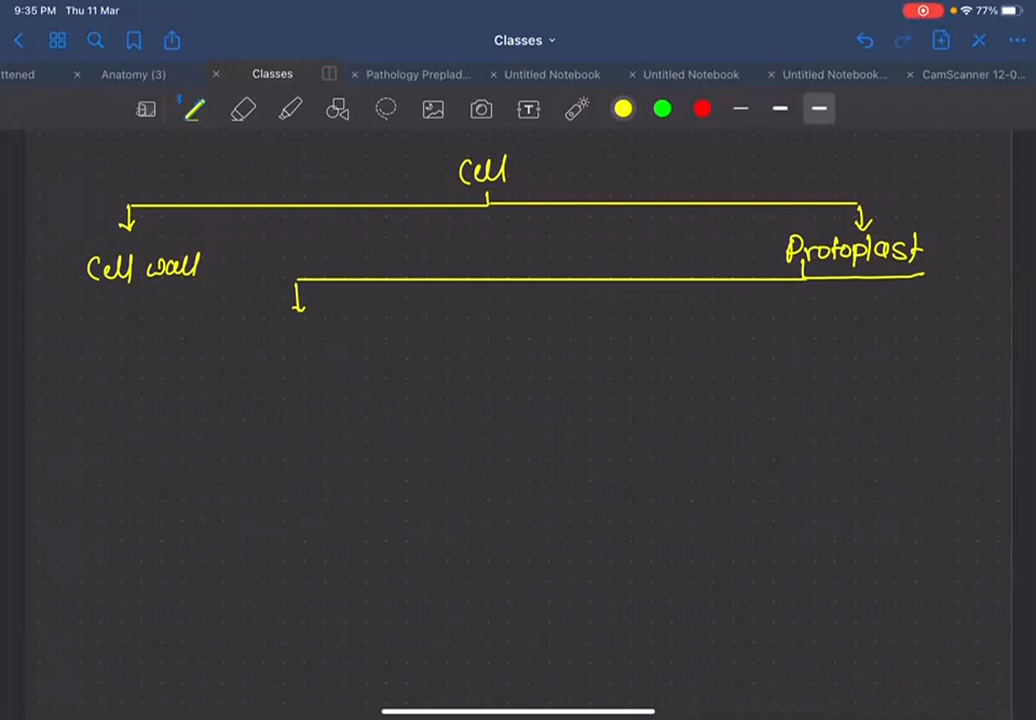 9:35 PM Thu 11 Mar 77%
Classes
ttened Anatomy (3) Classes Pathology Preplad... Untitled Notebook Untitled Notebook Untitled Notebook... CamScanner 12-0...
T
Cell
Cell wall Protoplast